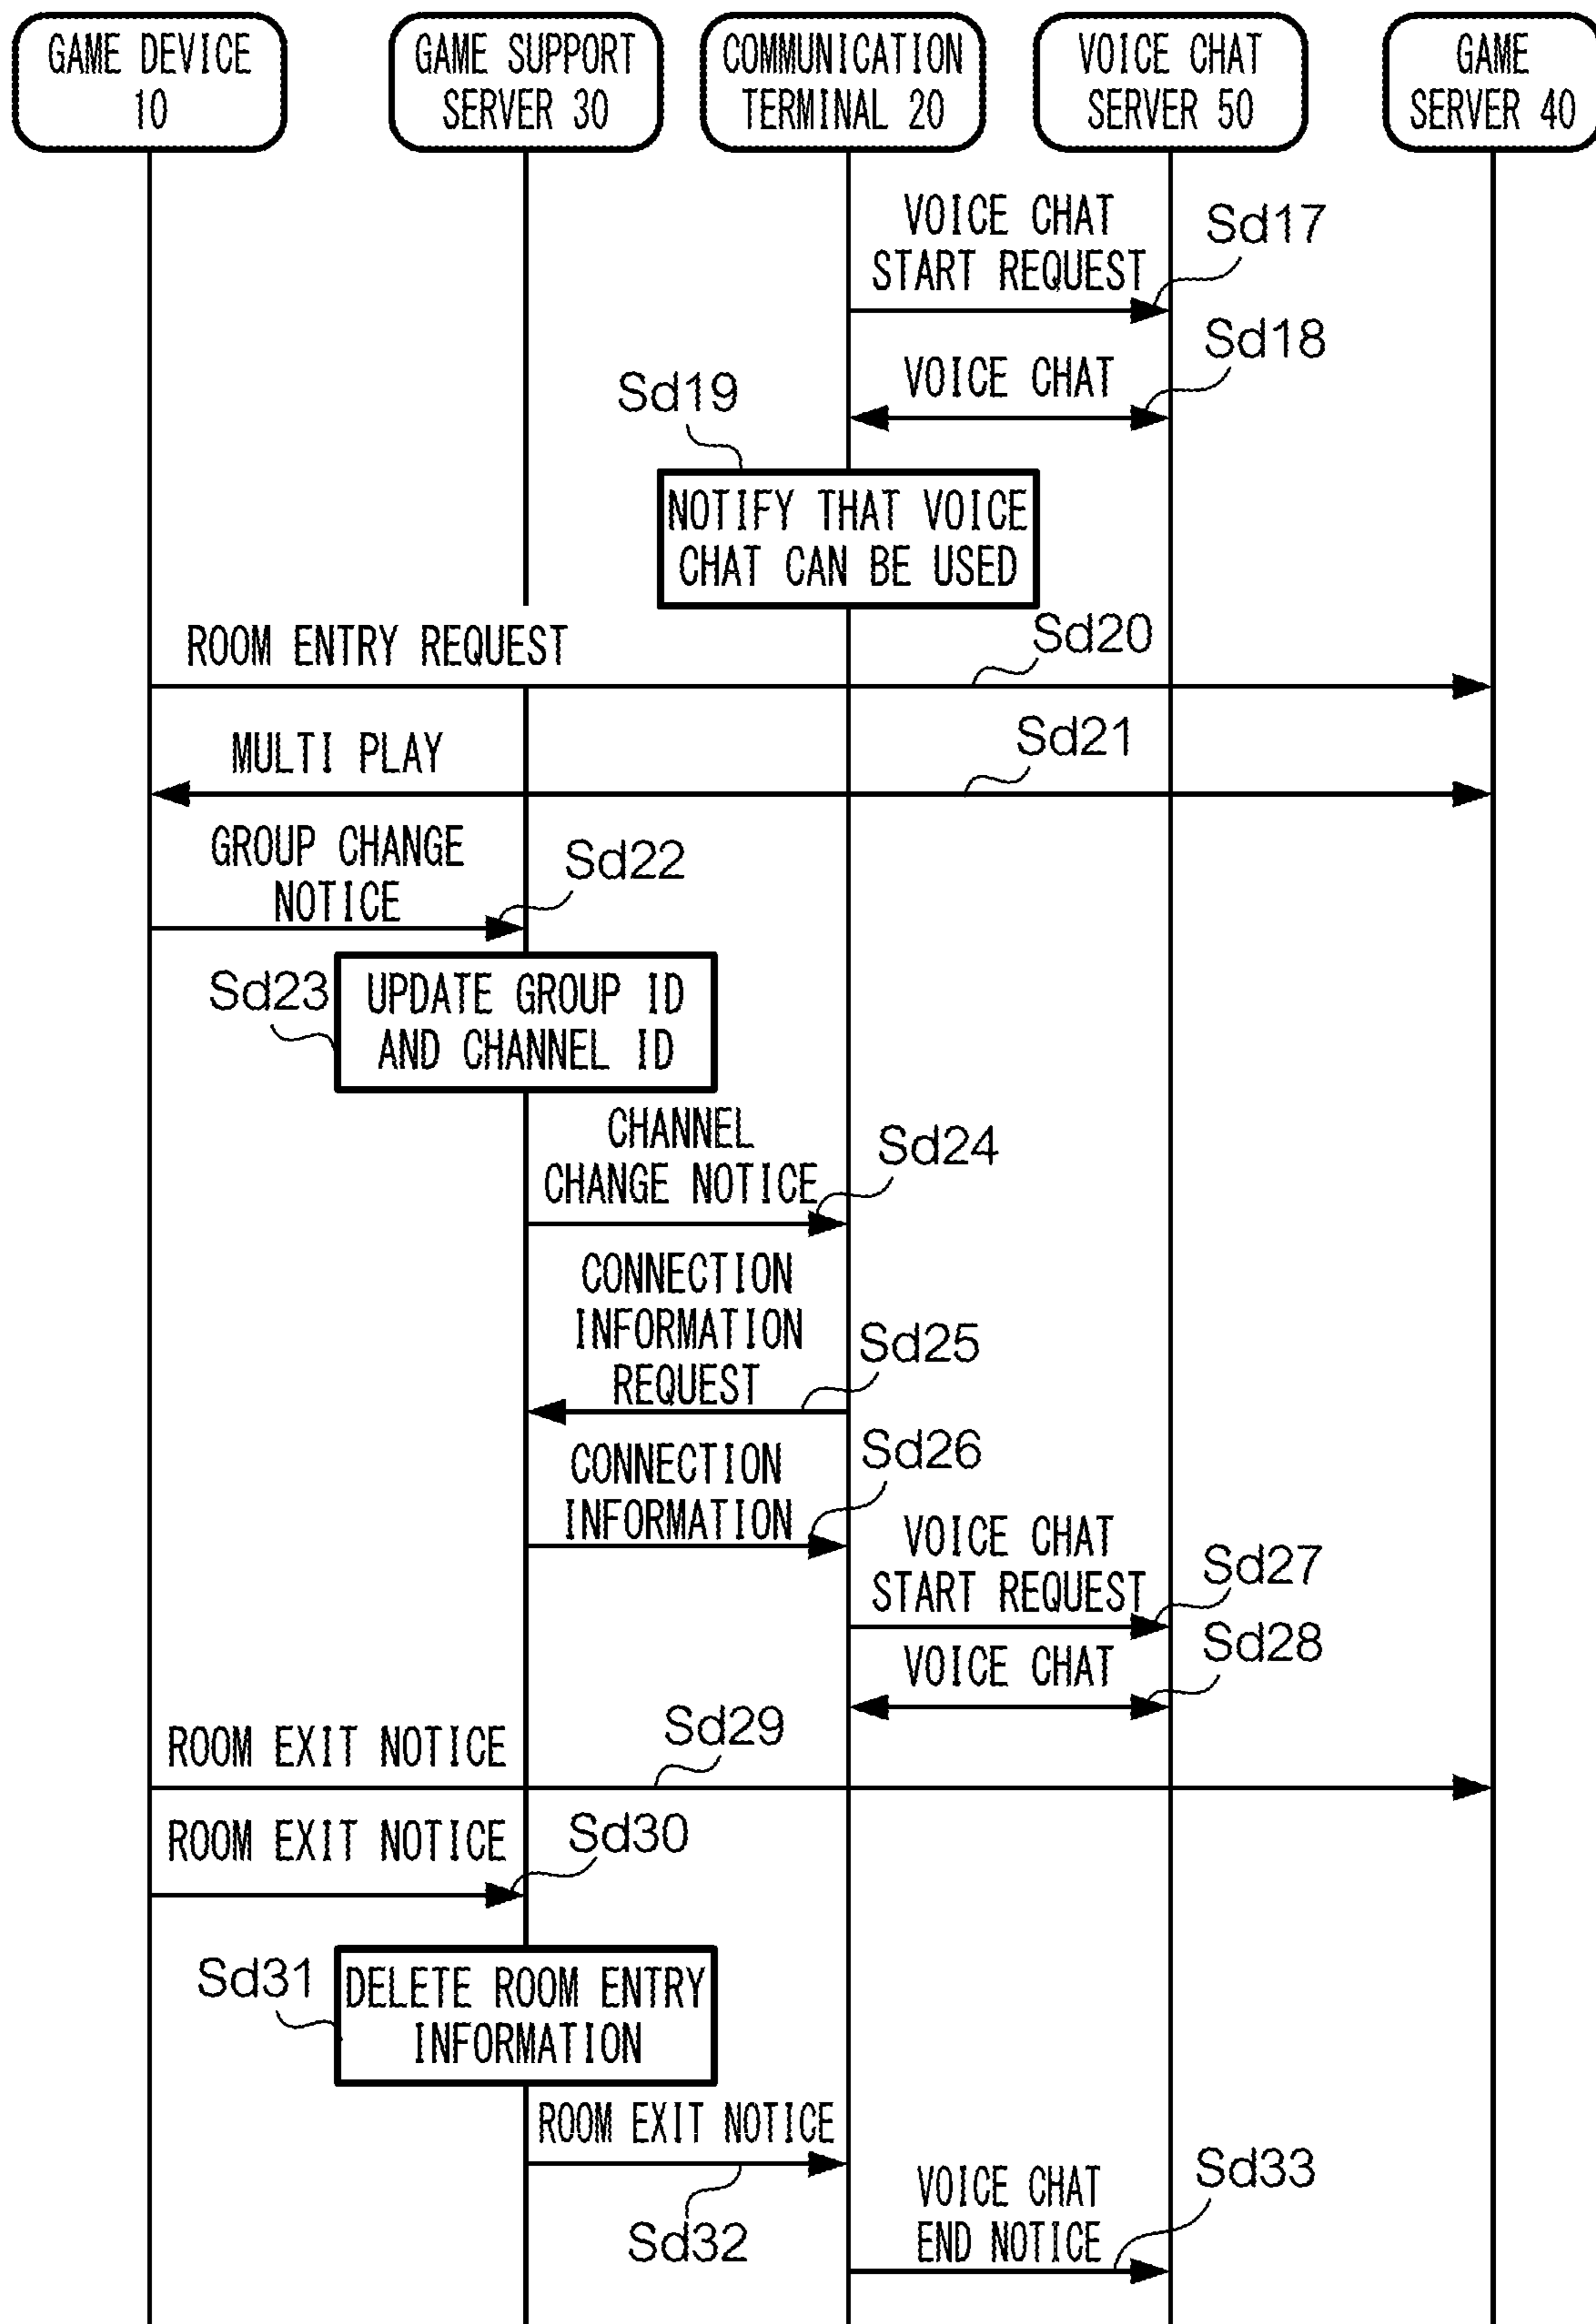 GAME DEVICE
10
GAME SUPPORT
SERVER 30
COMMUNICATION
TERMINAL 20
VOICE CHAT
SERVER 50
GAME
SERVER 40
VOICE CHAT
START REQUEST
Sd17
VOICE CHAT
Sd18
Sd19
NOTIFY THAT VOICE
CHAT CAN BE USED
ROOM ENTRY REQUEST
Sd20
MULTI PLAY
Sd21
GROUP CHANGE
NOTICE
Sd22
Sd23
UPDATE GROUP ID
AND CHANNEL ID
CHANNEL
CHANGE NOTICE
Sd24
CONNECTION
INFORMATION
REQUEST
Sd25
CONNECTION
INFORMATION
Sd26
VOICE CHAT
START REQUEST
Sd27
VOICE CHAT
Sd28
ROOM EXIT NOTICE
Sd29
ROOM EXIT NOTICE
Sd30
Sd31
DELETE ROOM ENTRY
INFORMATION
ROOM EXIT NOTICE
Sd32
VOICE CHAT
END NOTICE
Sd33